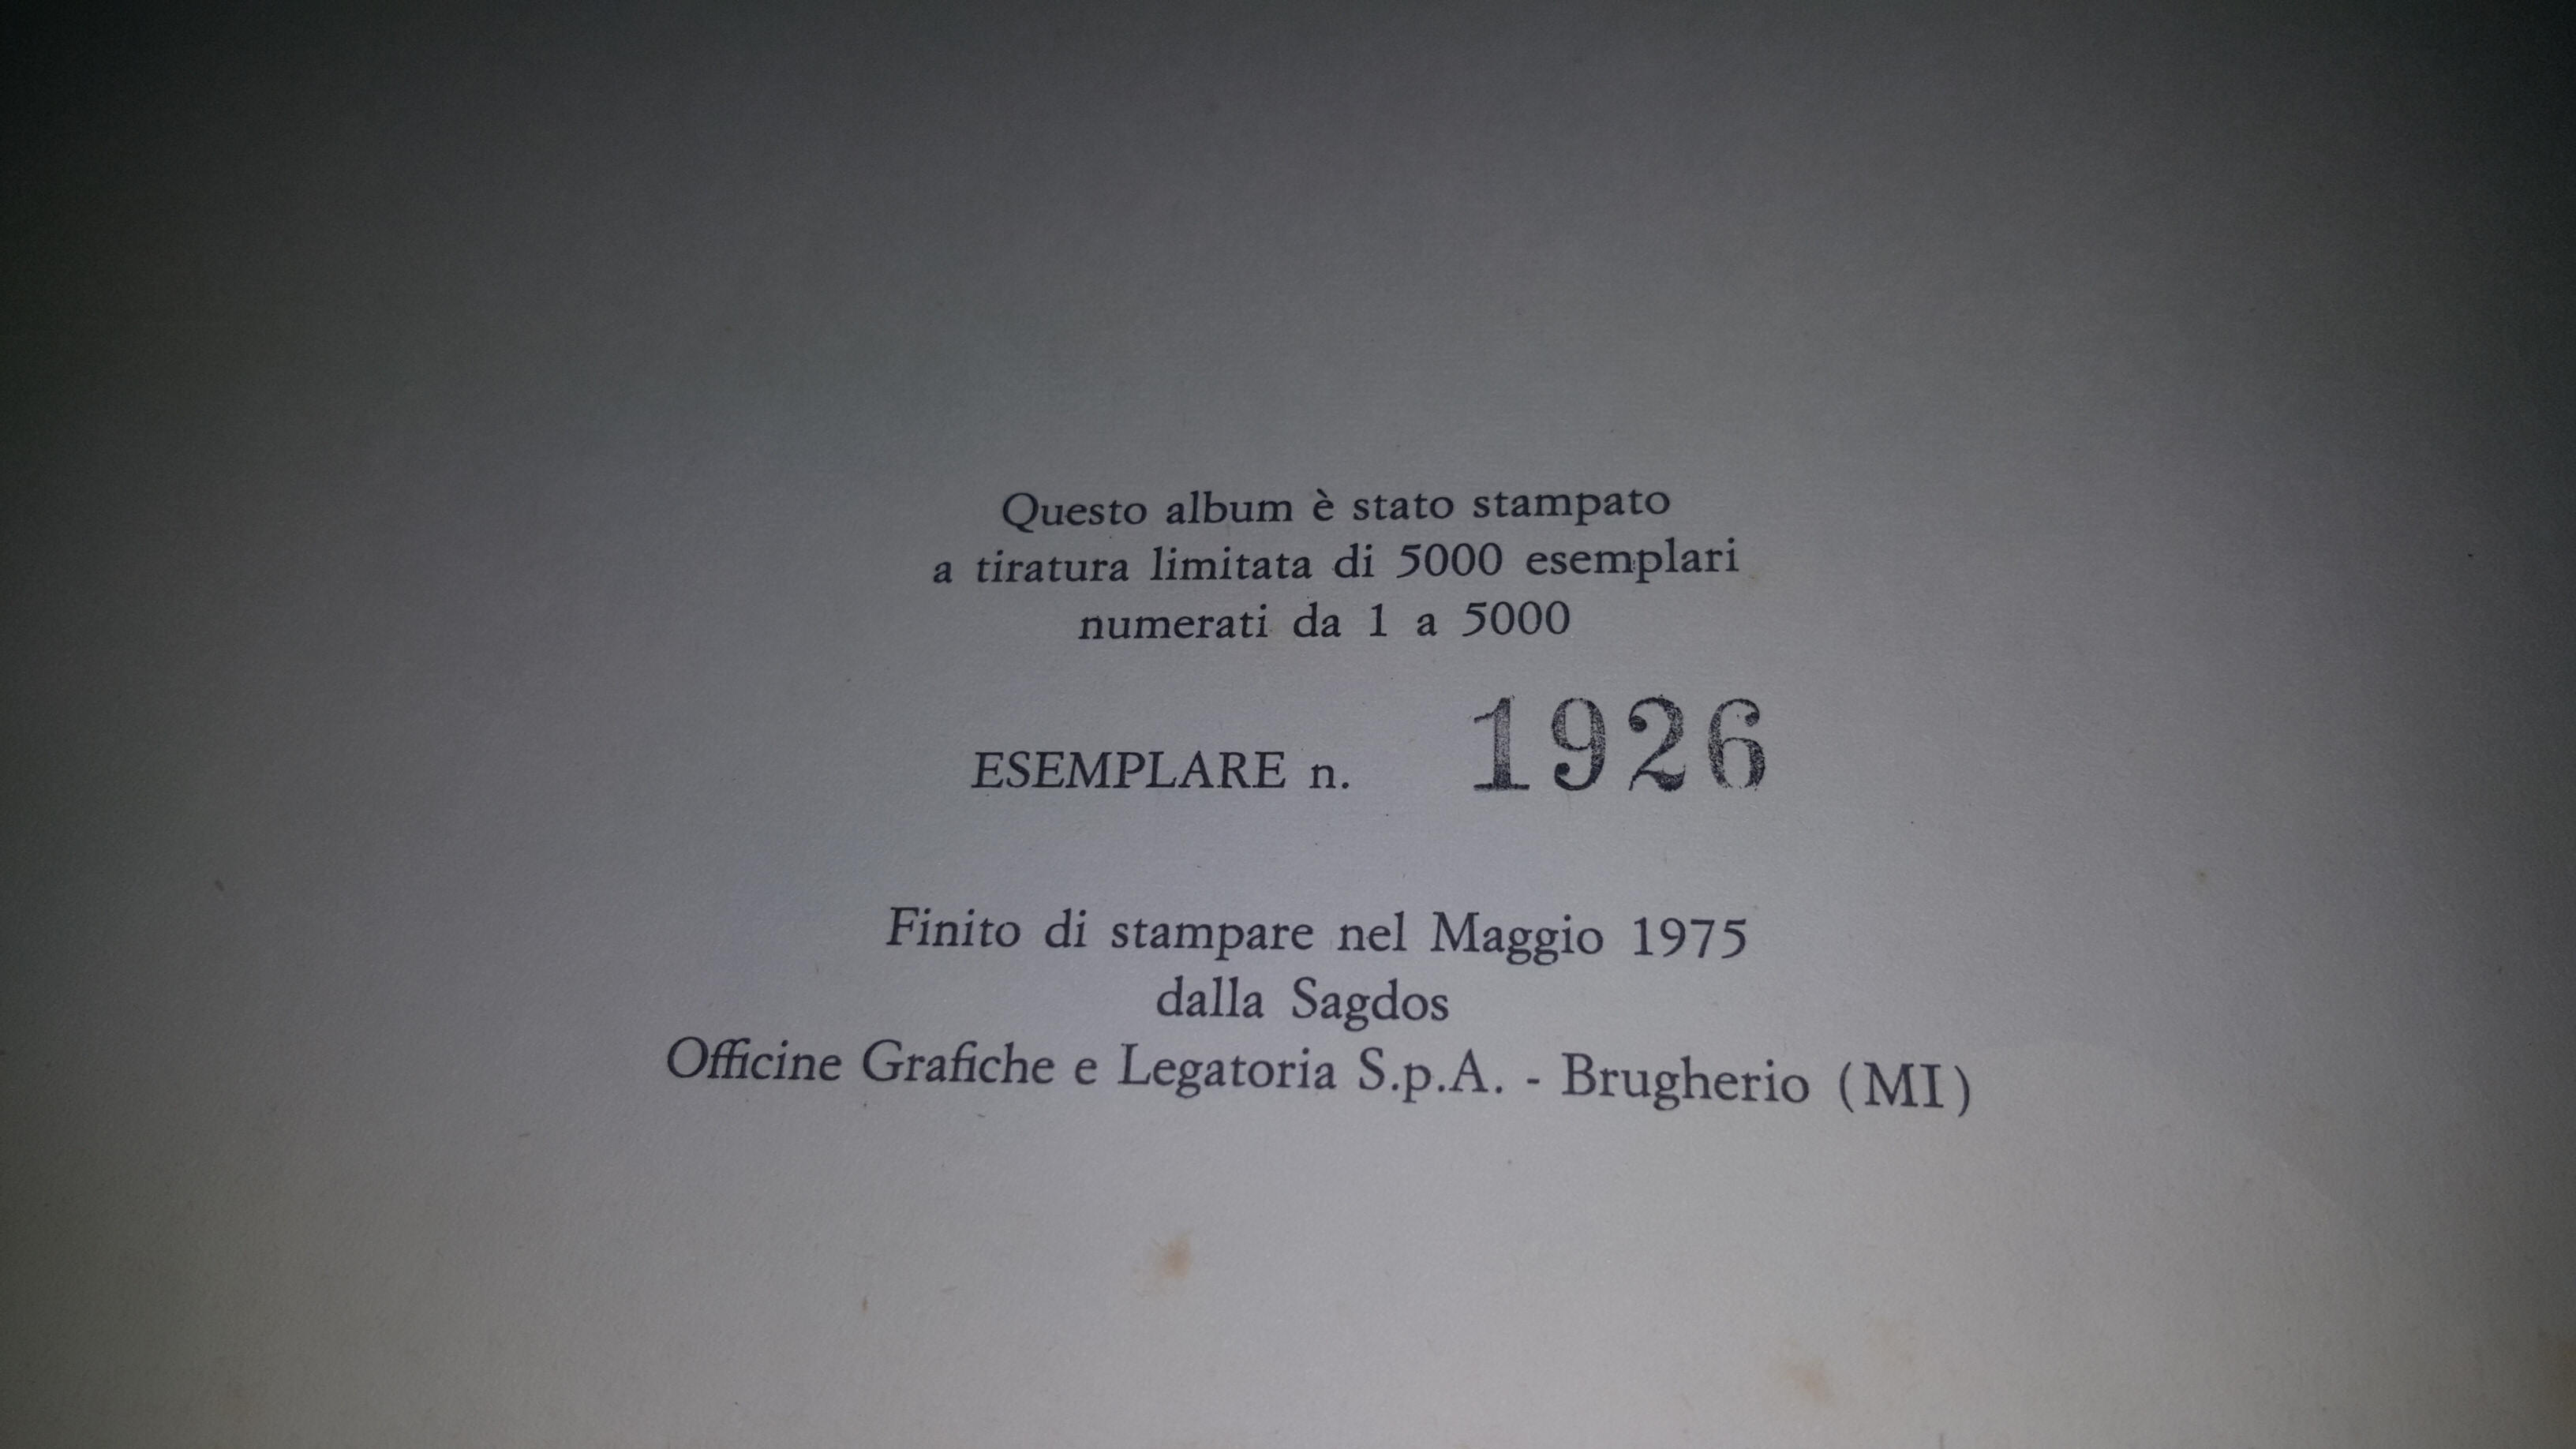 Questo album è stato stampato
a tiratura limitata di 5000 esemplari
numerati da 1 a 5000
ESEMPLARE n. 1926
Finito di stampare nel Maggio 1975
dalla Sagdos
Officine Grafiche e Legatoria S.p.A. - Brugherio (MI)